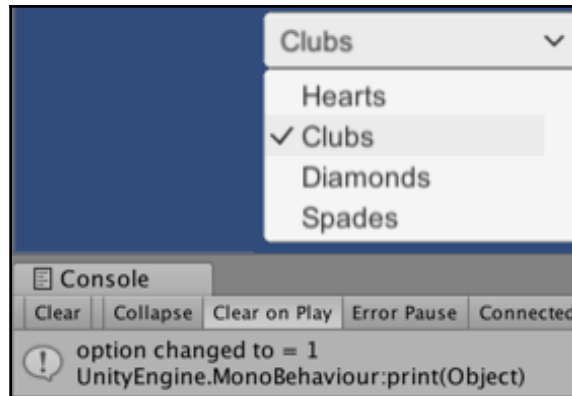 Clubs
Hearts
Clubs
Diamonds
Spades
Console
Clear Collapse Clear on Play Error Pause Connected
option changed to = 1
UnityEngine.MonoBehaviour:print(Object)